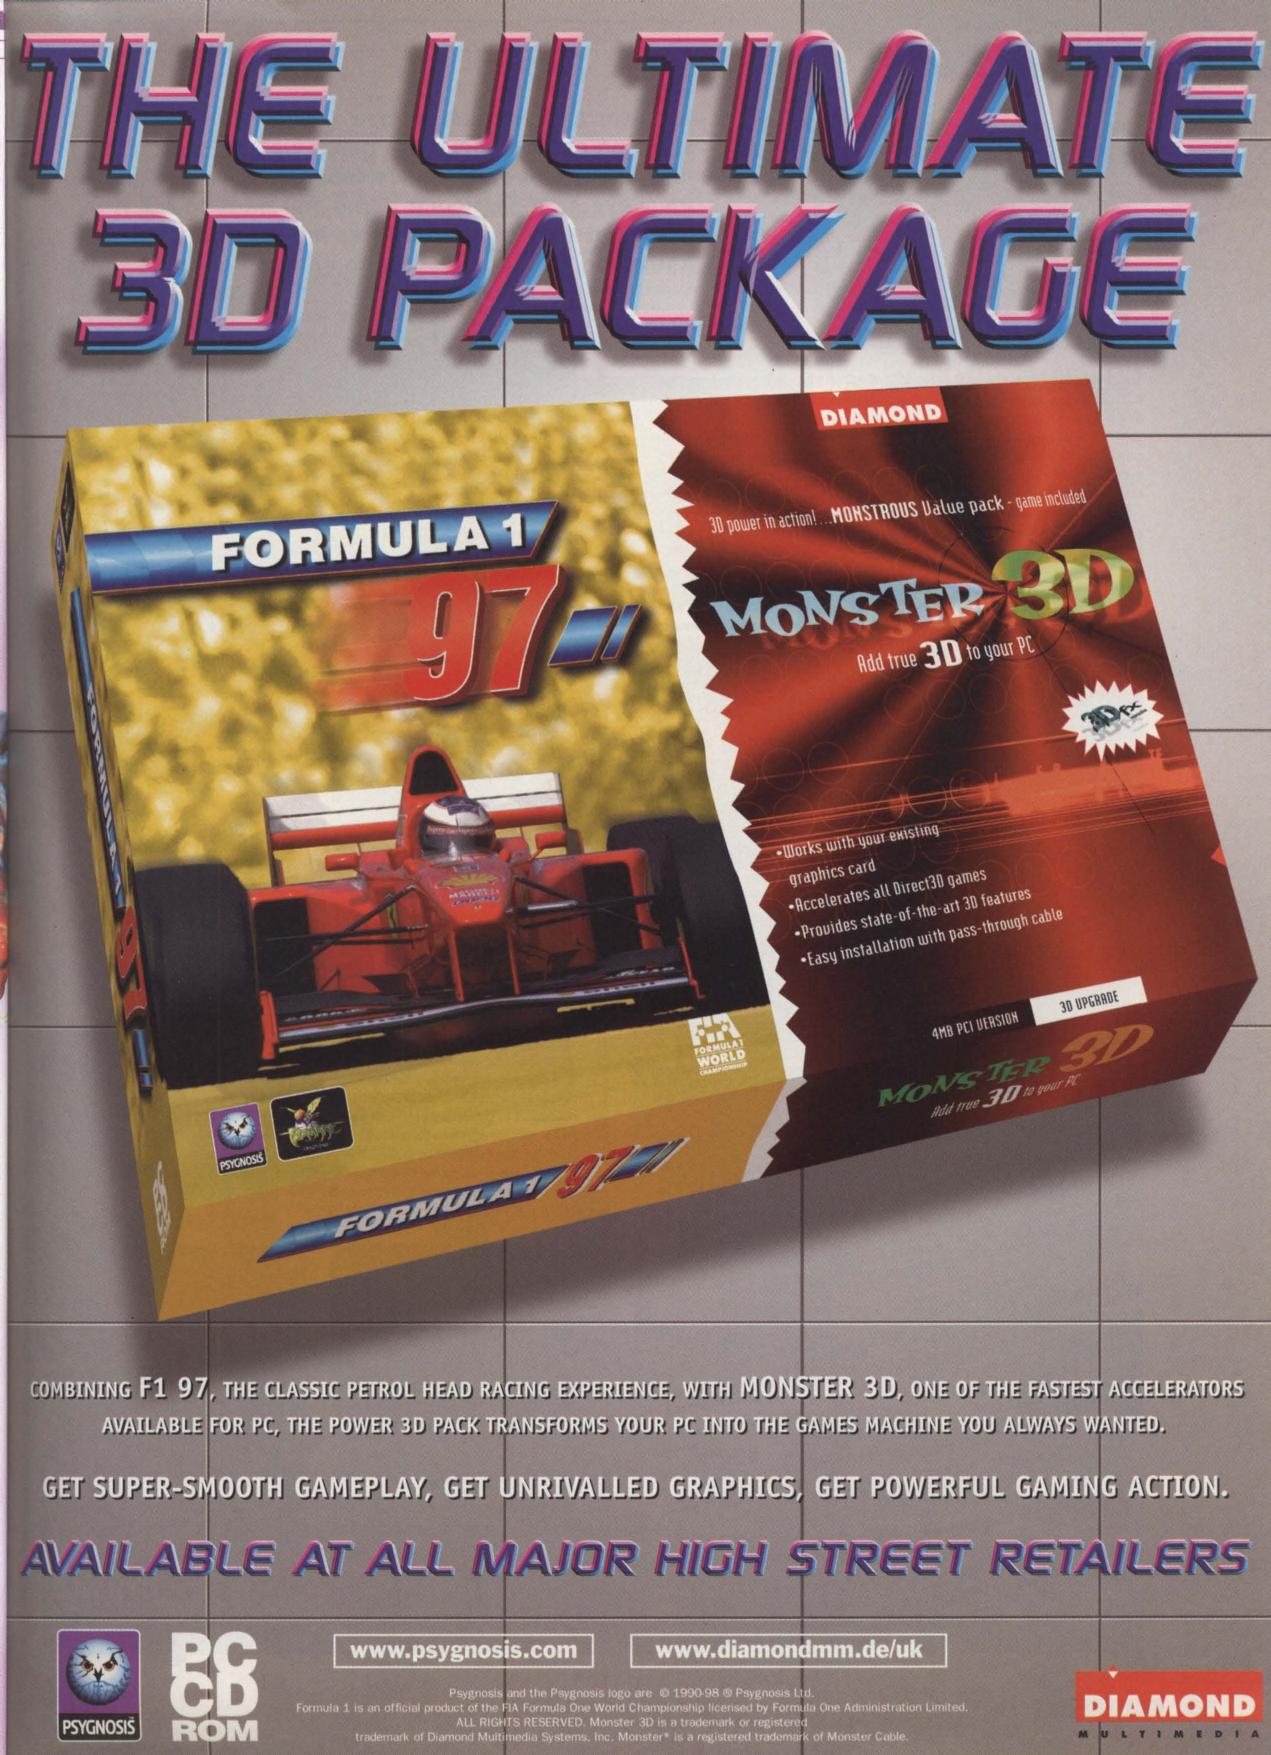 THE ULTIMATE
3D PACKAGE
DIAMOND
3D power in action! ...MONSTROUS Value pack - game included
FORMULA 1
97
MONSTER 3D
Add true 3D to your PC
3Dfx
FORMULA 1
97
•Works with your existing
graphics card
•Accelerates all Direct3D games
•Provides state-of-the-art 3D features
•Easy installation with pass-through cable
4MB PCI VERSION
3D UPGRADE
FIA
FORMULA 1
WORLD
CHAMPIONSHIP
MONSTER 3D
Add true 3D to your PC
PSYGNOSIS
FORMULA 1 97
COMBINING F1 97, THE CLASSIC PETROL HEAD RACING EXPERIENCE, WITH MONSTER 3D, ONE OF THE FASTEST ACCELERATORS
AVAILABLE FOR PC, THE POWER 3D PACK TRANSFORMS YOUR PC INTO THE GAMES MACHINE YOU ALWAYS WANTED.
GET SUPER-SMOOTH GAMEPLAY, GET UNRIVALLED GRAPHICS, GET POWERFUL GAMING ACTION.
AVAILABLE AT ALL MAJOR HIGH STREET RETAILERS
PSYGNOSIS
PC
CD
ROM
www.psygnosis.com
www.diamondmm.de/uk
Psygnosis and the Psygnosis logo are © 1990-98 ® Psygnosis Ltd.
Formula 1 is an official product of the FIA Formula One World Championship licensed by Formula One Administration Limited.
ALL RIGHTS RESERVED. Monster 3D is a trademark or registered
trademark of Diamond Multimedia Systems, Inc. Monster* is a registered trademark of Monster Cable.
DIAMOND
MULTIMEDIA